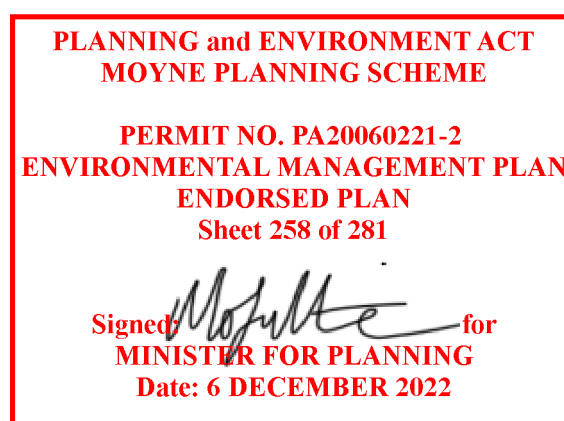 PLANNING and ENVIRONMENT ACT
MOYNE PLANNING SCHEME
PERMIT NO. PA20060221-2
ENVIRONMENTAL MANAGEMENT PLAN
ENDORSED PLAN
Sheet 258 of 281
Signed: for
MINISTER FOR PLANNING
Date: 6 DECEMBER 2022